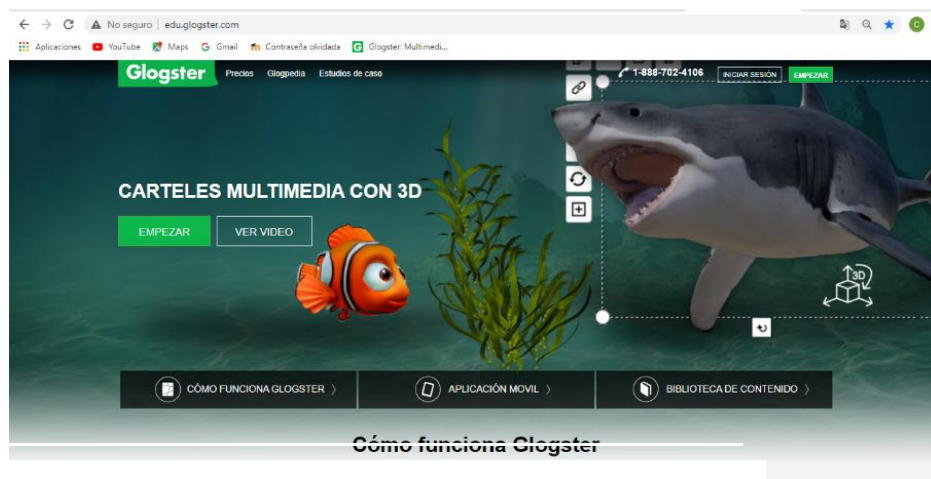 No seguro | edu.glogster.com
Aplicaciones YouTube Maps Gmail Contraseña olvidada Glogster: Multimedi...
Glogster Precios Glogpedia Estudios de caso 1-888-702-4106 INICIAR SESIÓN EMPEZAR
CARTELES MULTIMEDIA CON 3D
EMPEZAR VER VIDEO
3D
CÓMO FUNCIONA GLOGSTER APLICACIÓN MOVIL BIBLIOTECA DE CONTENIDO
Cómo funciona Glogster